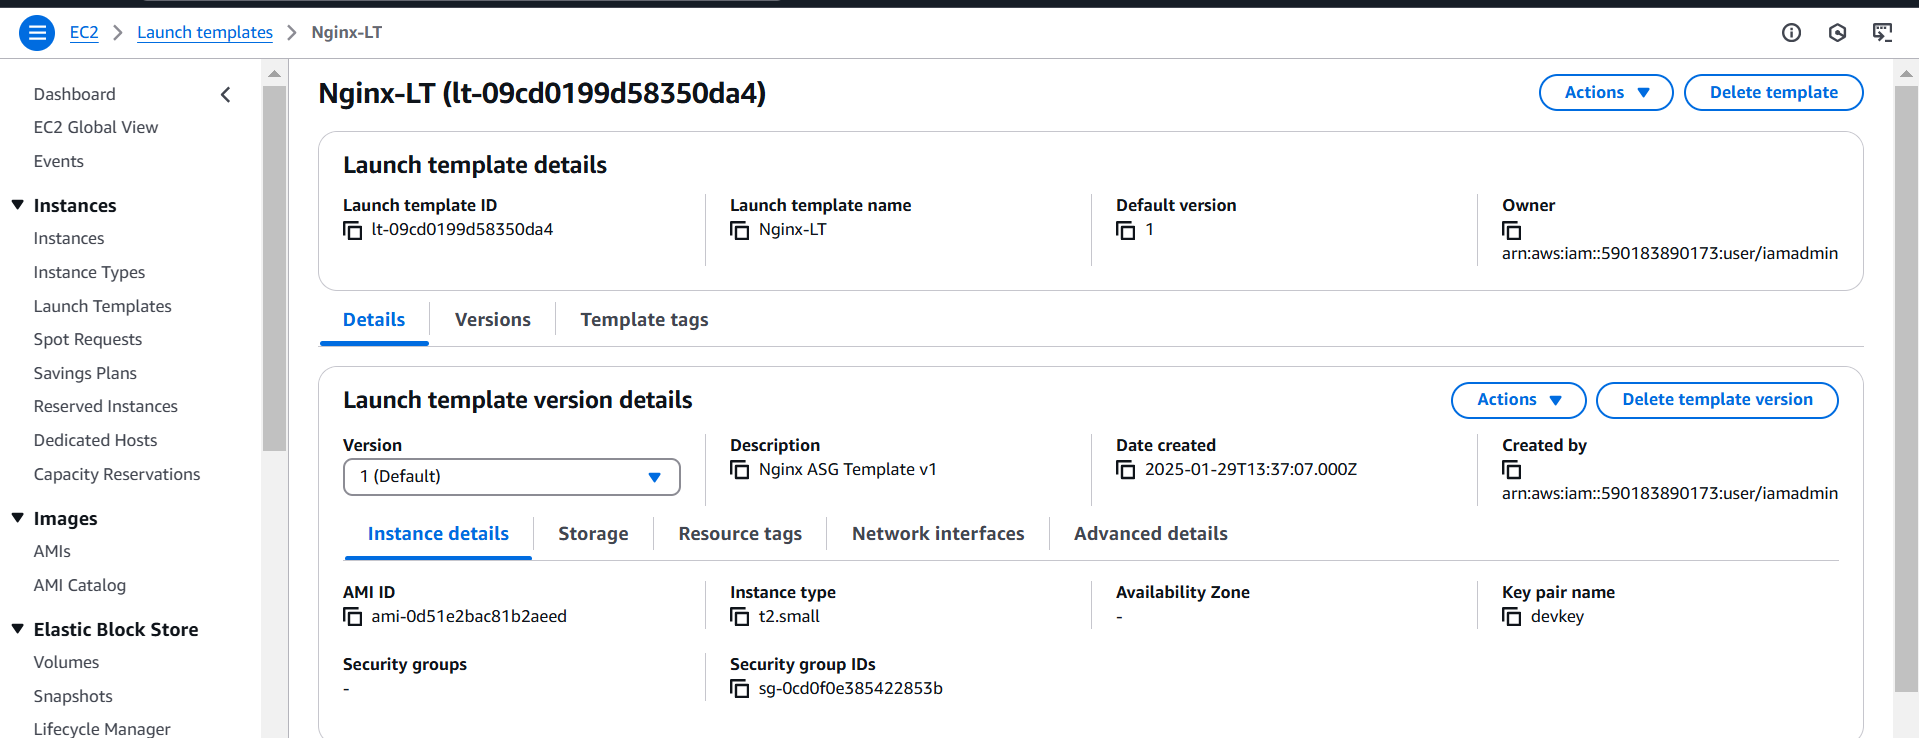 EC2 > Launch templates > Nginx-LT
Dashboard
EC2 Global View
Events
Instances
Instances
Instance Types
Launch Templates
Spot Requests
Savings Plans
Reserved Instances
Dedicated Hosts
Capacity Reservations
Images
AMIs
AMI Catalog
Elastic Block Store
Volumes
Snapshots
Lifecycle Manager
Nginx-LT (lt-09cd0199d58350da4)
Actions
Delete template
Launch template details
Launch template ID
lt-09cd0199d58350da4
Launch template name
Nginx-LT
Default version
1
Owner
arn:aws:iam::590183890173:user/iamadmin
Details
Versions
Template tags
Launch template version details
Actions
Delete template version
Version
1 (Default)
Description
Nginx ASG Template v1
Date created
2025-01-29T13:37:07.000Z
Created by
arn:aws:iam::590183890173:user/iamadmin
Instance details
Storage
Resource tags
Network interfaces
Advanced details
AMI ID
ami-0d51e2bac81b2aeed
Instance type
t2.small
Availability Zone
-
Key pair name
devkey
Security groups
-
Security group IDs
sg-0cd0f0e385422853b